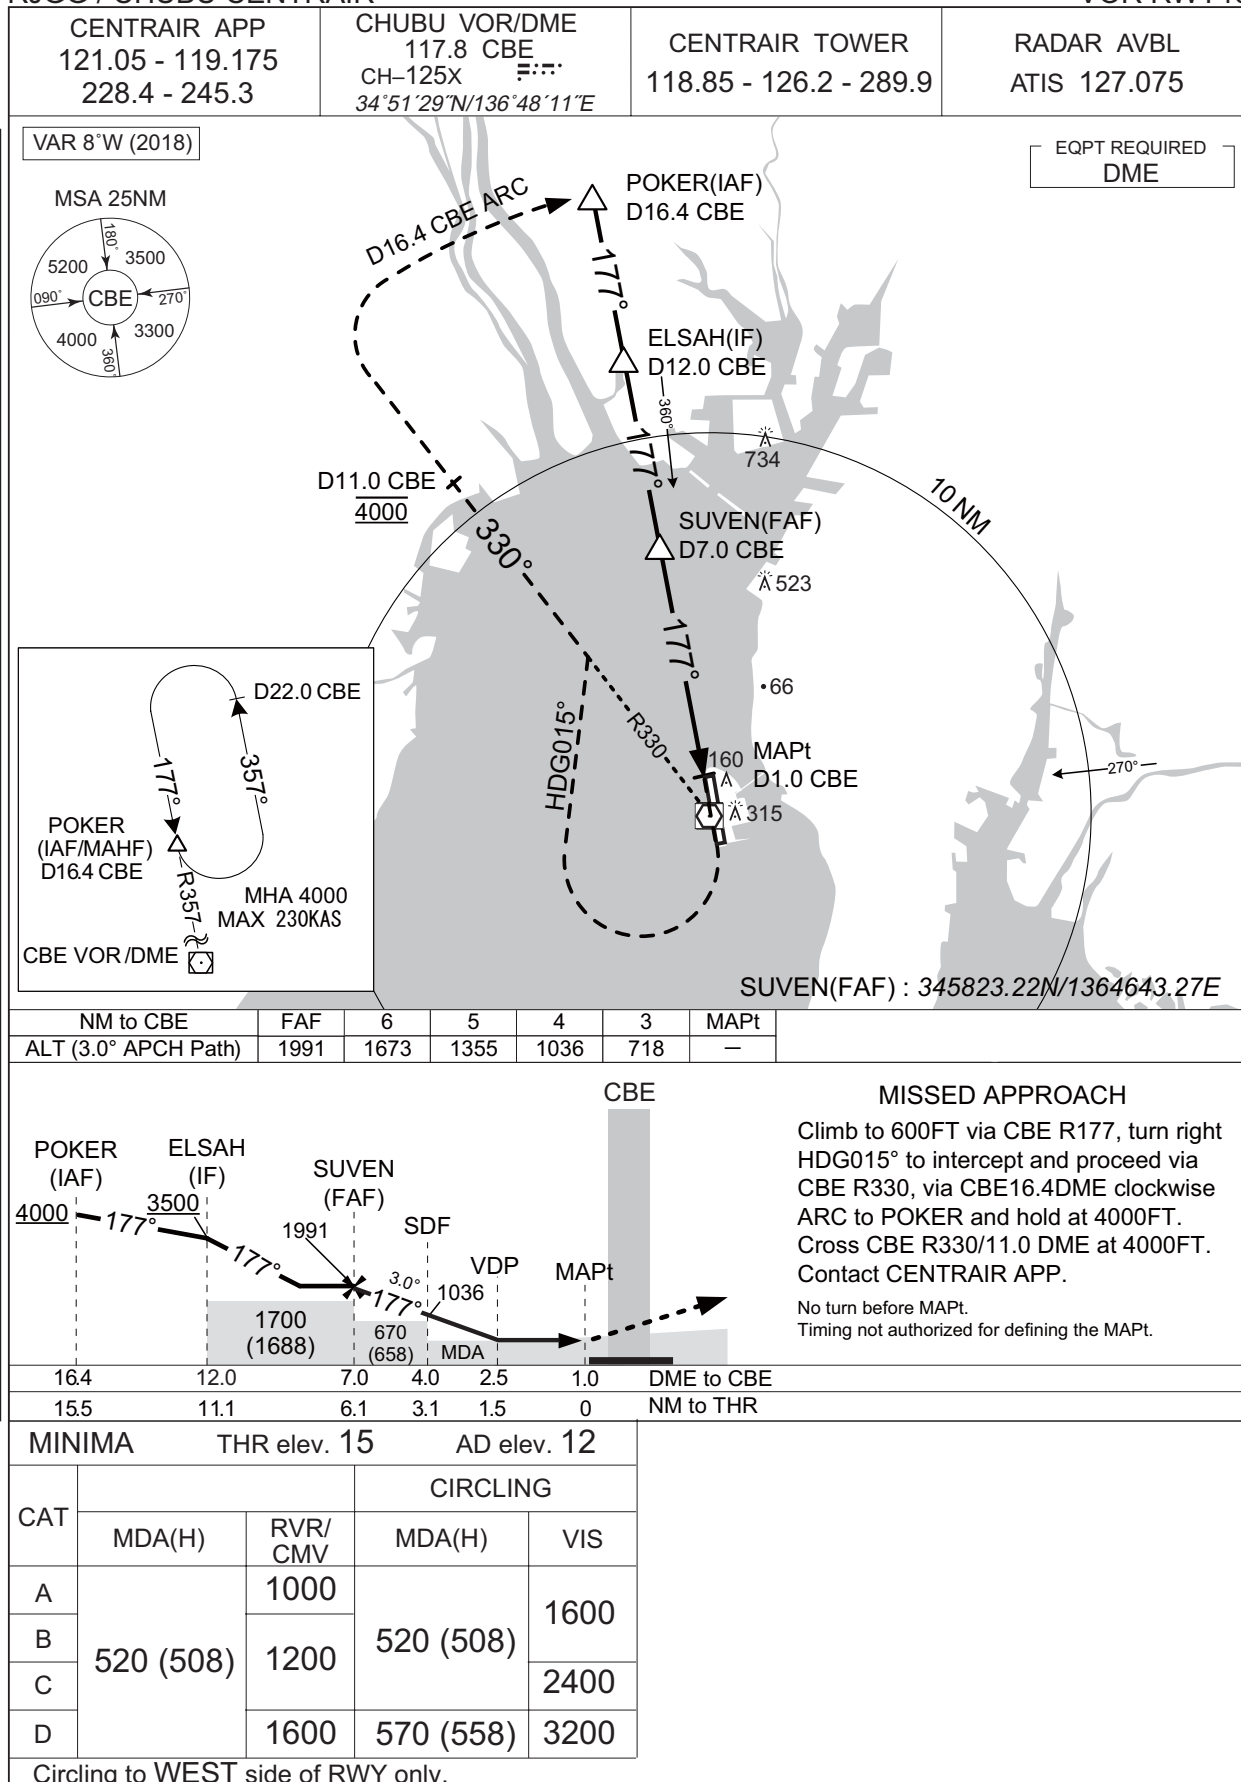 CENTRAIR APP
121.05 - 119.175
228.4 - 245.3
CHUBU VOR/DME
117.8 CBE
CH–125X
34°51´29˝N/136°48´11˝E
CENTRAIR TOWER
118.85 - 126.2 - 289.9
RADAR AVBL
ATIS 127.075
VAR 8°W (2018)
EQPT REQUIRED
DME
MSA 25NM
180°
5200
3500
090°
CBE
270°
4000
3300
360°
D16.4 CBE ARC
POKER(IAF)
D16.4 CBE
177°
ELSAH(IF)
D12.0 CBE
360°
177°
734
D11.0 CBE
4000
10 NM
330°
SUVEN(FAF)
D7.0 CBE
523
177°
66
HDG015°
R330
160
MAPt
D1.0 CBE
315
270°
D22.0 CBE
177°
357°
POKER
(IAF/MAHF)
D16.4 CBE
R357
MHA 4000
MAX 230KAS
CBE VOR/DME
SUVEN(FAF) : 345823.22N/1364643.27E
NM to CBE FAF 6 5 4 3 MAPt
ALT (3.0° APCH Path) 1991 1673 1355 1036 718 –
CBE
POKER
(IAF)
ELSAH
(IF)
SUVEN
(FAF)
SDF
VDP
MAPt
4000
177°
3500
177°
1991
3.0°
177°
1036
1700
(1688)
670
(658)
MDA
16.4 12.0 7.0 4.0 2.5 1.0 DME to CBE
15.5 11.1 6.1 3.1 1.5 0 NM to THR
MISSED APPROACH
Climb to 600FT via CBE R177, turn right
HDG015° to intercept and proceed via
CBE R330, via CBE16.4DME clockwise
ARC to POKER and hold at 4000FT.
Cross CBE R330/11.0 DME at 4000FT.
Contact CENTRAIR APP.
No turn before MAPt.
Timing not authorized for defining the MAPt.
MINIMA THR elev. 15 AD elev. 12
CAT
CIRCLING
MDA(H)
RVR/
CMV
MDA(H)
VIS
A
B
C
D
520 (508)
1000
1200
1600
520 (508)
570 (558)
1600
2400
3200
Circling to WEST side of RWY only.